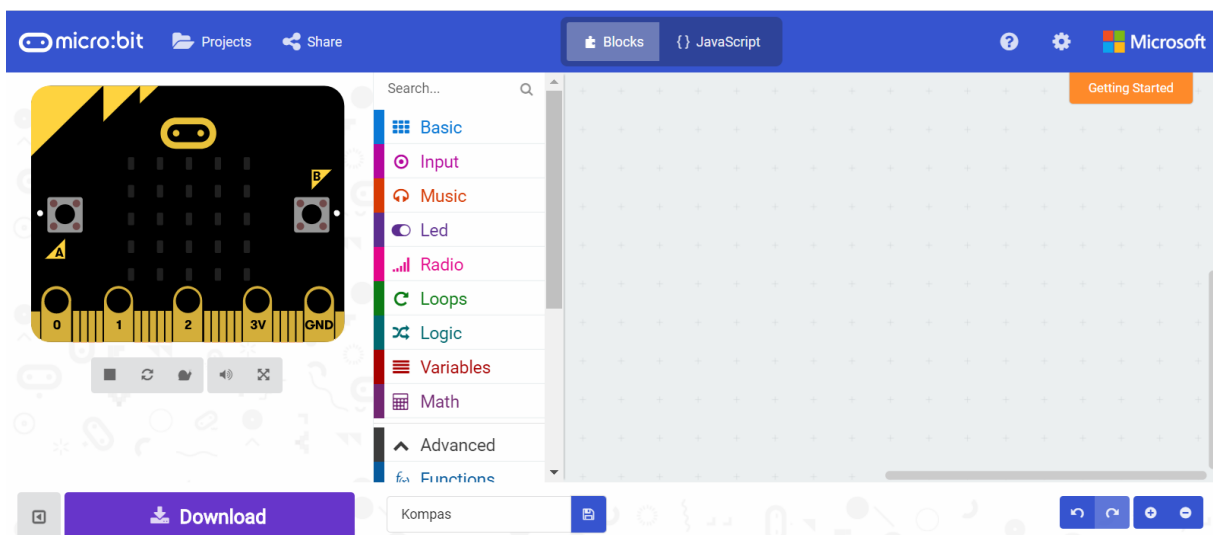 micro:bit Projects Share Blocks {} JavaScript ? Microsoft
Search...
Getting Started
Basic
Input
Music
Led
Radio
Loops
Logic
Variables
Math
Advanced
f(x) Functions
B
A
0 1 2 3V GND
Download
Kompas